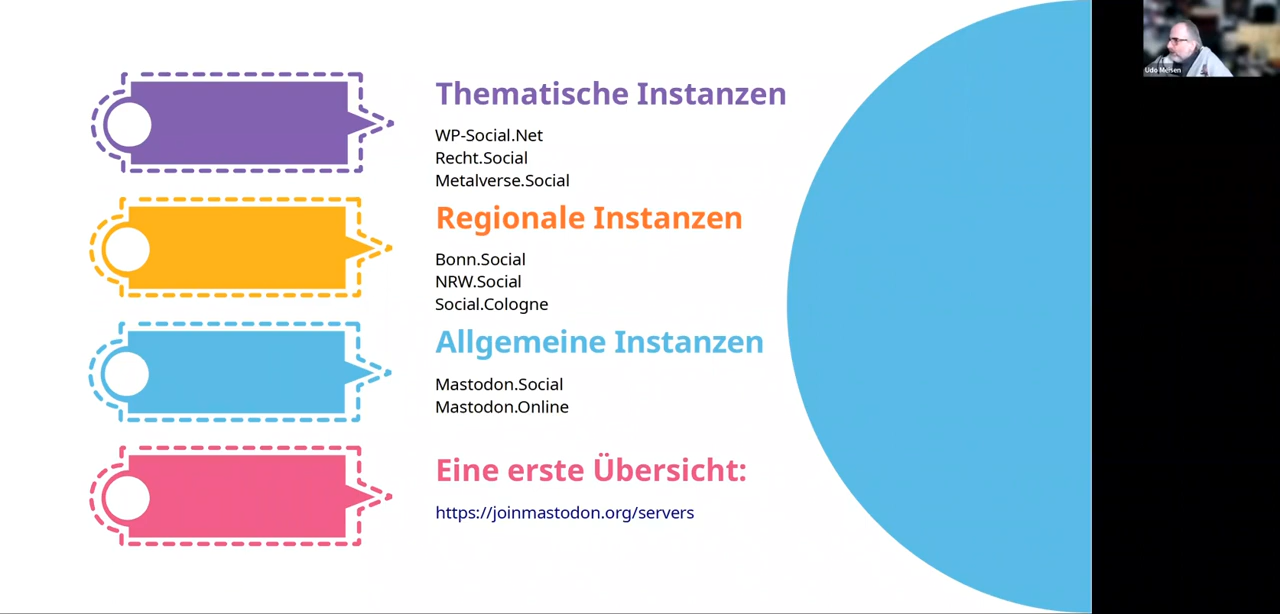 Thematische Instanzen
WP-Social.Net
Recht.Social
Metalverse.Social
Regionale Instanzen
Bonn.Social
NRW.Social
Social.Cologne
Allgemeine Instanzen
Mastodon.Social
Mastodon.Online
Eine erste Übersicht:
https://joinmastodon.org/servers
Udo Meisen